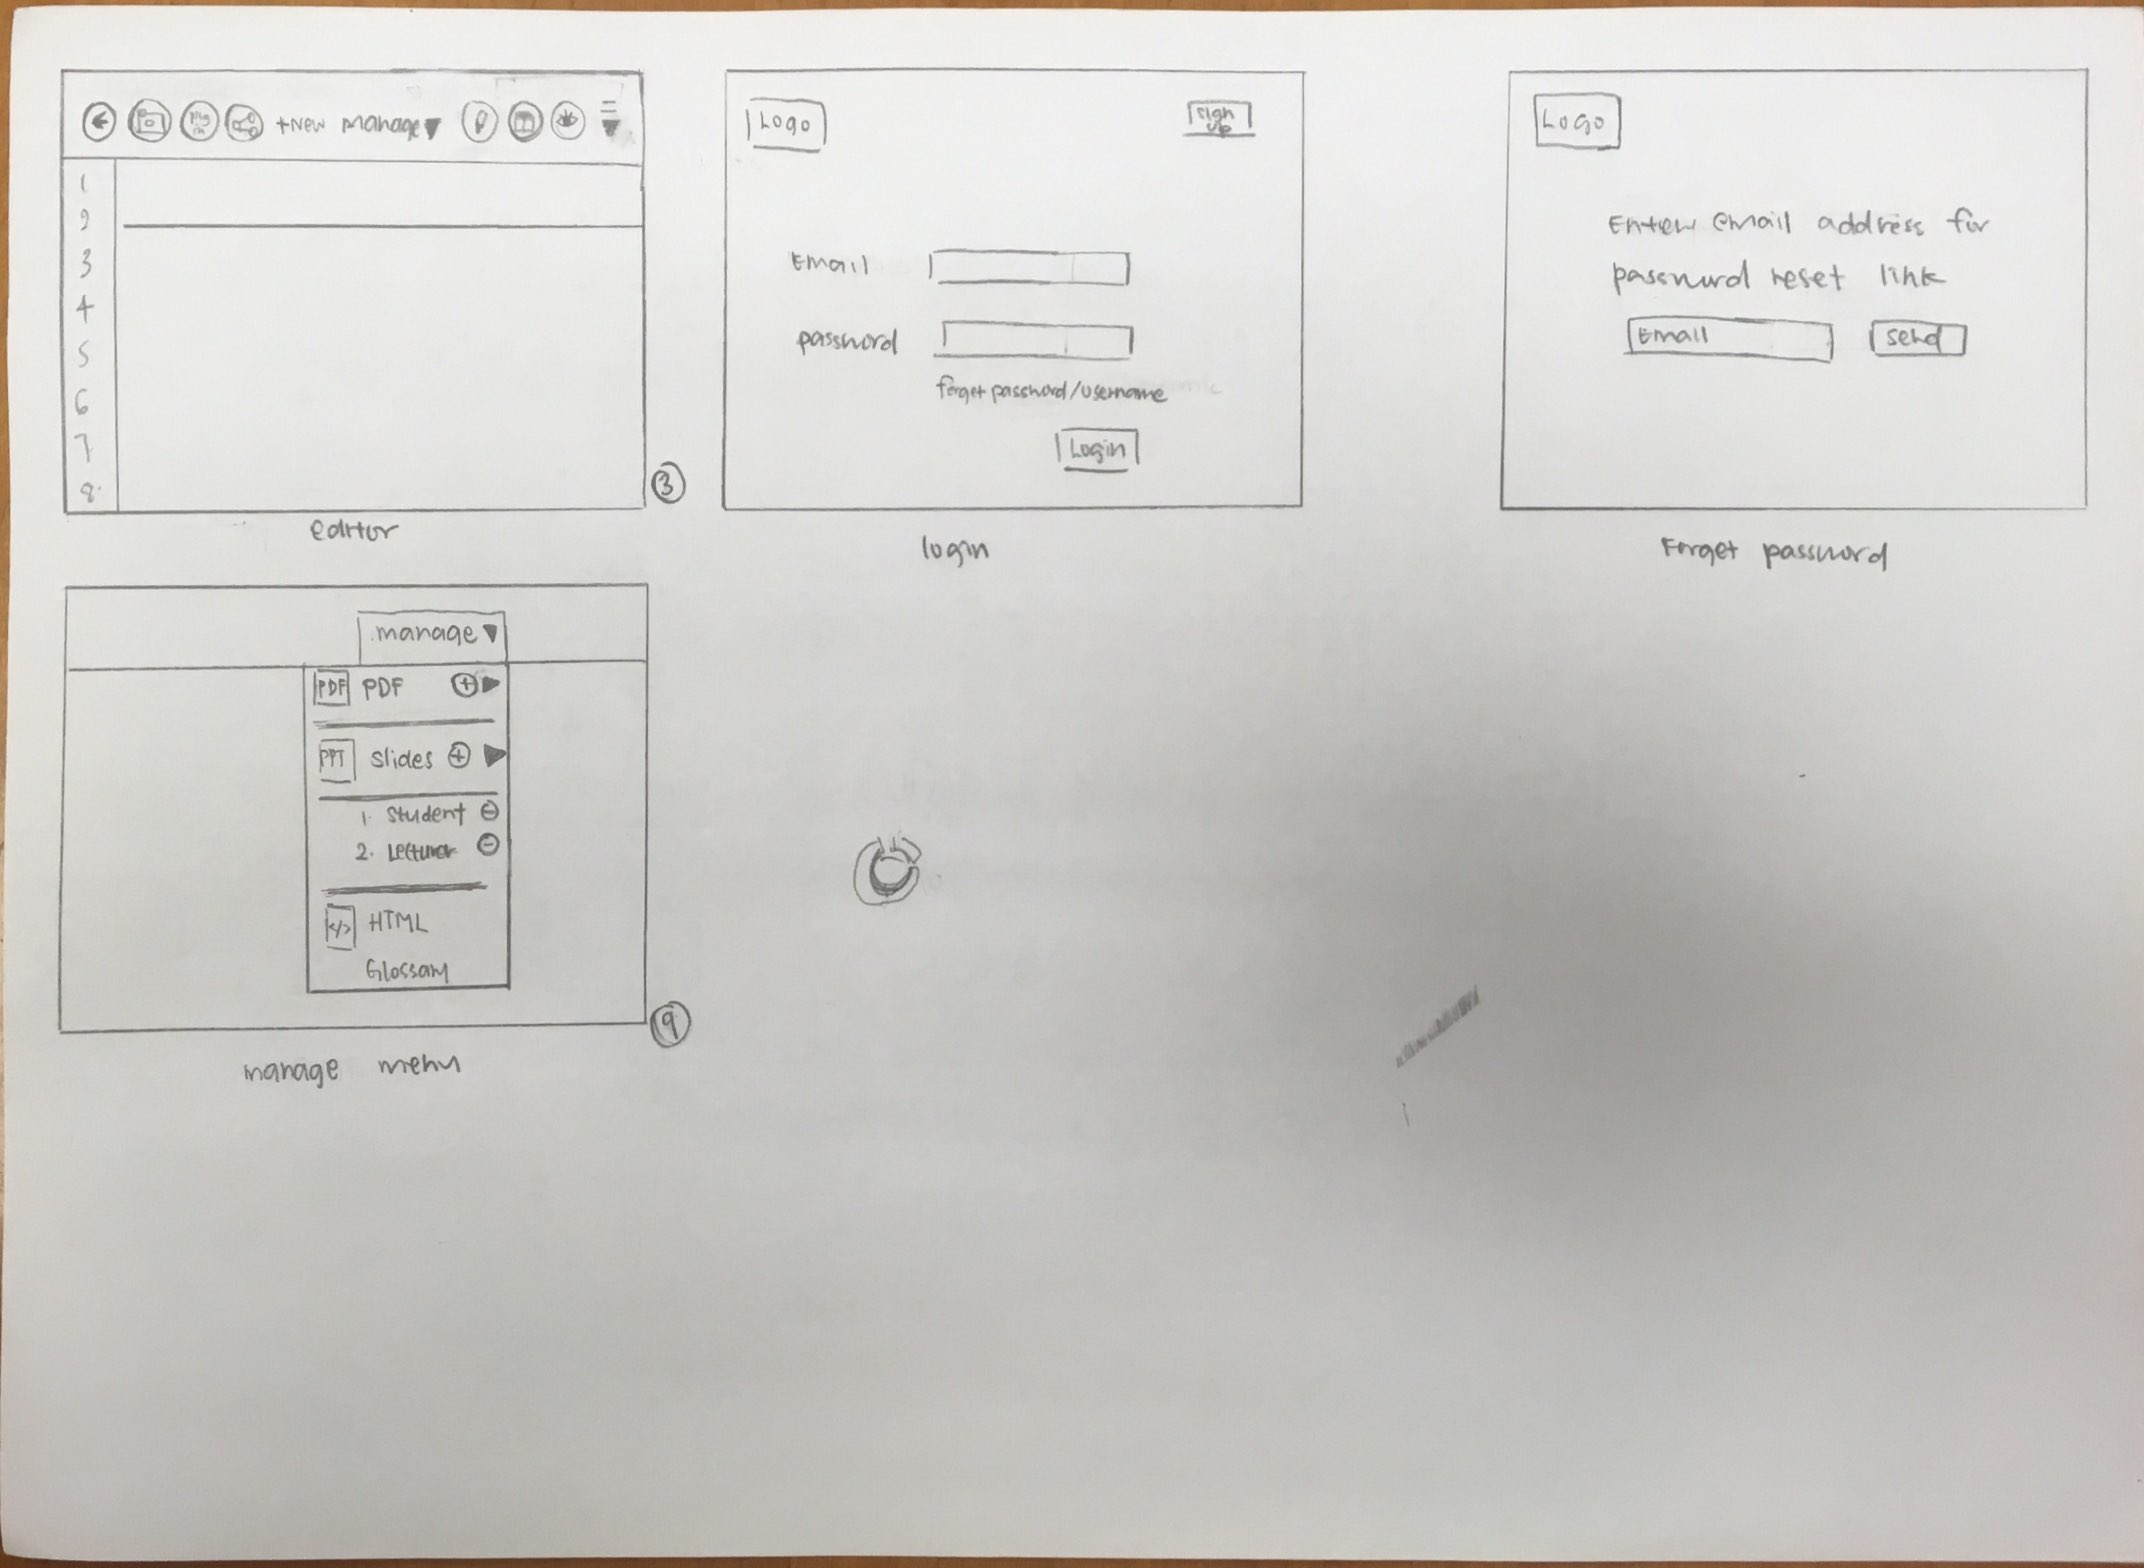 +New manage
1
2
3
4
5
6
7
8
3
editor
Logo
sign
up
Email
password
forget password/username
Login
login
Logo
Enter email address for
password reset link
Email
send
Forget password
manage
PDF PDF
PPT Slides
1. Student
2. Lecturer
</> HTML
Glossary
9
manage menu